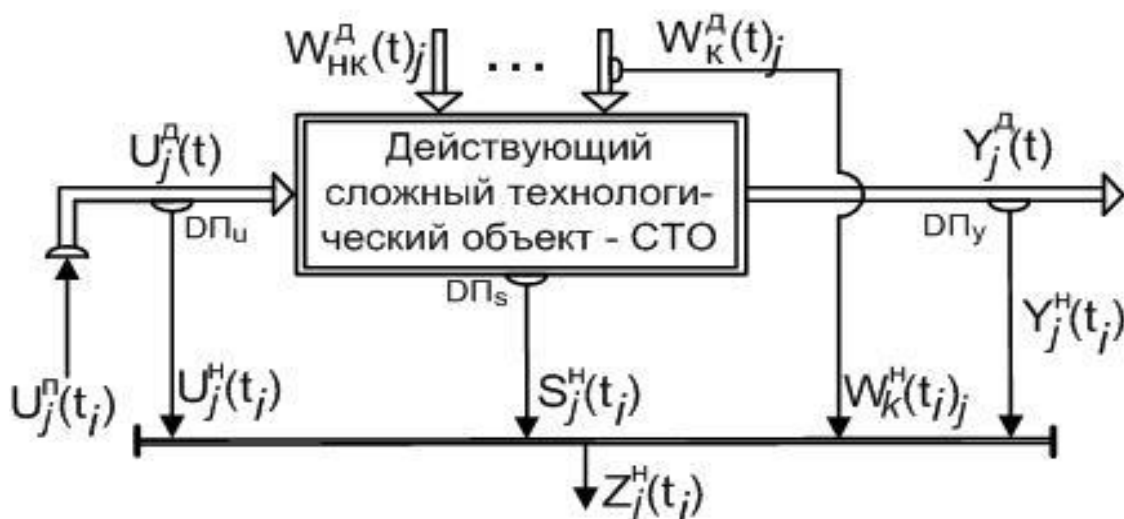 W^д_нк(t)_j ... W^д_к(t)_j
U^д_j(t)
Действующий
сложный технологи-
ческий объект - СТО
Y^д_j(t)
DП_u
DП_s
DП_y
U^п_j(t_i)
U^н_j(t_i)
S^н_j(t_i)
W^н_k(t_i)_j
Y^н_j(t_i)
Z^н_j(t_i)